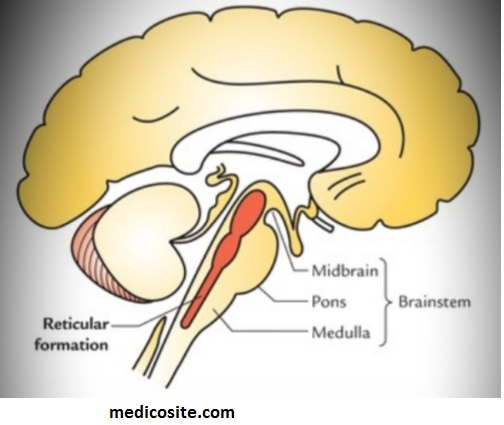 Midbrain
Pons
Brainstem
Medulla
Reticular
formation
medicosite.com